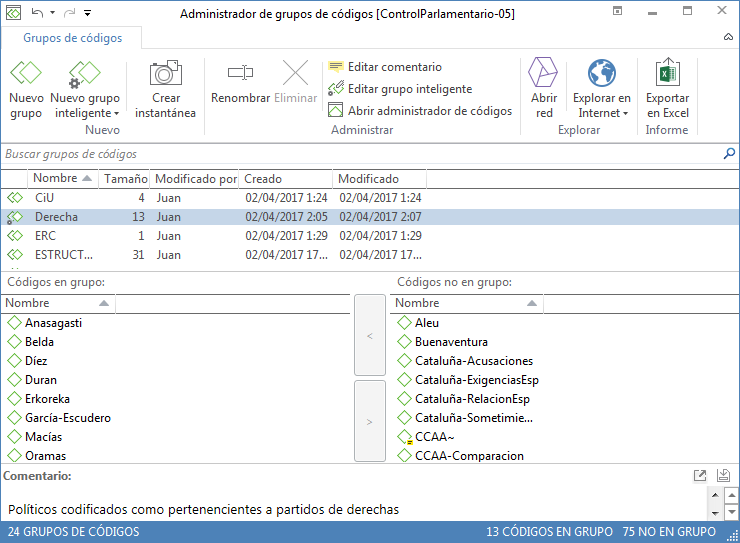 Administrador de grupos de códigos [ControlParlamentario-05]
Grupos de códigos
Nuevo grupo
Nuevo grupo inteligente
Crear instantánea
Renombrar
Eliminar
Editar comentario
Editar grupo inteligente
Abrir administrador de códigos
Abrir red
Explorar en Internet
Exportar en Excel
Nuevo
Administrar
Explorar
Informe
Buscar grupos de códigos
Nombre Tamaño Modificado por Creado Modificado
CiU 4 Juan 02/04/2017 1:24 02/04/2017 1:24
Derecha 13 Juan 02/04/2017 2:05 02/04/2017 2:07
ERC 1 Juan 02/04/2017 1:29 02/04/2017 1:29
ESTRUCT... 31 Juan 02/04/2017 17... 02/04/2017 17...
Códigos en grupo:
Nombre
Anasagasti
Belda
Díez
Duran
Erkoreka
García-Escudero
Macías
Oramas
<
>
Códigos no en grupo:
Nombre
Aleu
Buenaventura
Cataluña-Acusaciones
Cataluña-ExigenciasEsp
Cataluña-RelacionEsp
Cataluña-Sometimie...
CCAA~
CCAA-Comparacion
Comentario:
Políticos codificados como pertenencientes a partidos de derechas
24 GRUPOS DE CÓDIGOS
13 CÓDIGOS EN GRUPO 75 NO EN GRUPO